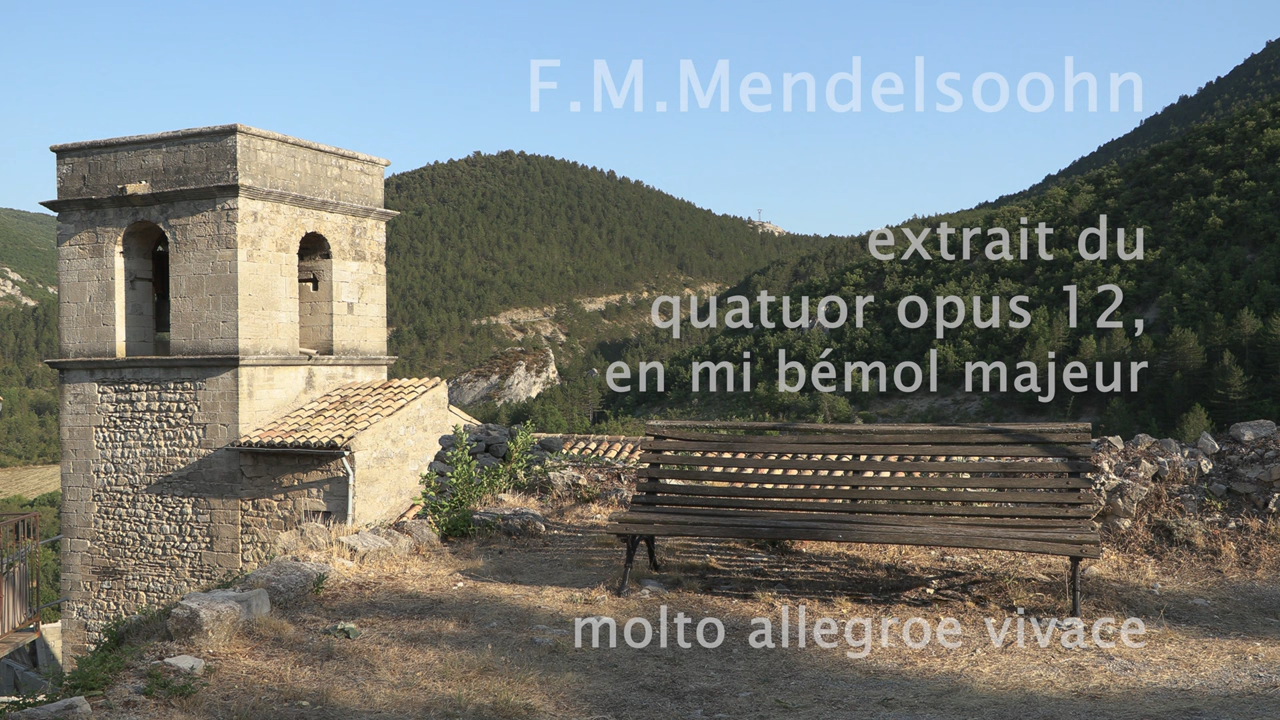 F.M.Mendelsoohn
extrait du
quatuor opus 12,
en mi bémol majeur
molto allegroe vivace